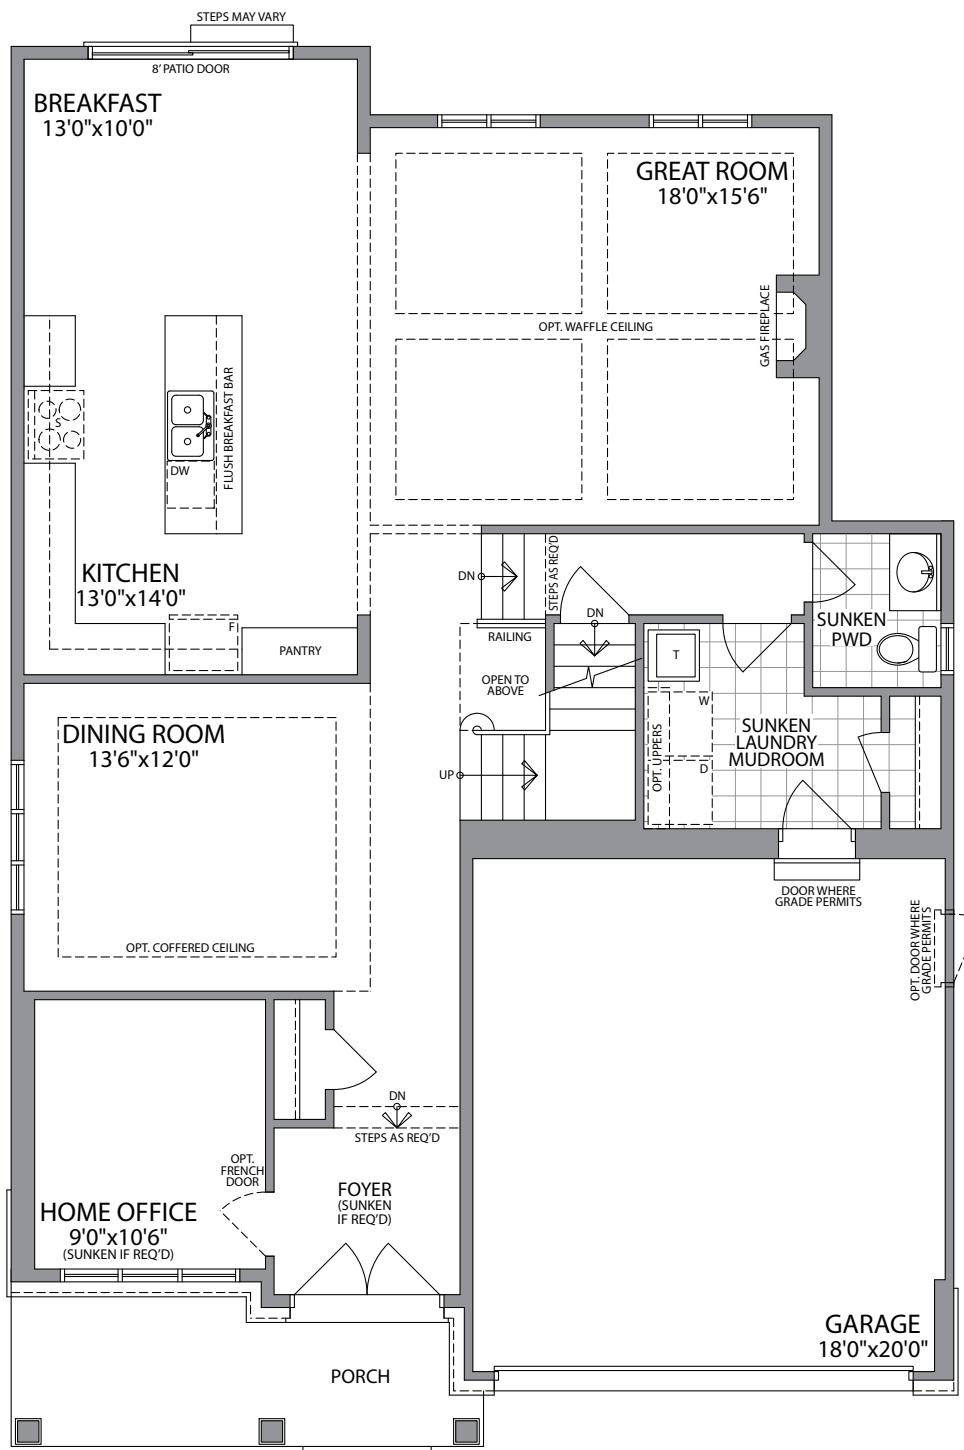 STEPS MAY VARY
8' PATIO DOOR
BREAKFAST
13'0"x10'0"
GREAT ROOM
18'0"x15'6"
GAS FIREPLACE
OPT. WAFFLE CEILING
S
FLUSH BREAKFAST BAR
DW
KITCHEN
13'0"x14'0"
F
PANTRY
DN
STEPS AS REQ'D
DN
RAILING
OPEN TO
ABOVE
UP
T
W
D
OPT. UPPERS
SUNKEN
PWD
SUNKEN
LAUNDRY
MUDROOM
DINING ROOM
13'6"x12'0"
OPT. COFFERED CEILING
DOOR WHERE
GRADE PERMITS
OPT. DOOR WHERE
GRADE PERMITS
DN
STEPS AS REQ'D
OPT.
FRENCH
DOOR
FOYER
(SUNKEN
IF REQ'D)
HOME OFFICE
9'0"x10'6"
(SUNKEN IF REQ'D)
GARAGE
18'0"x20'0"
PORCH